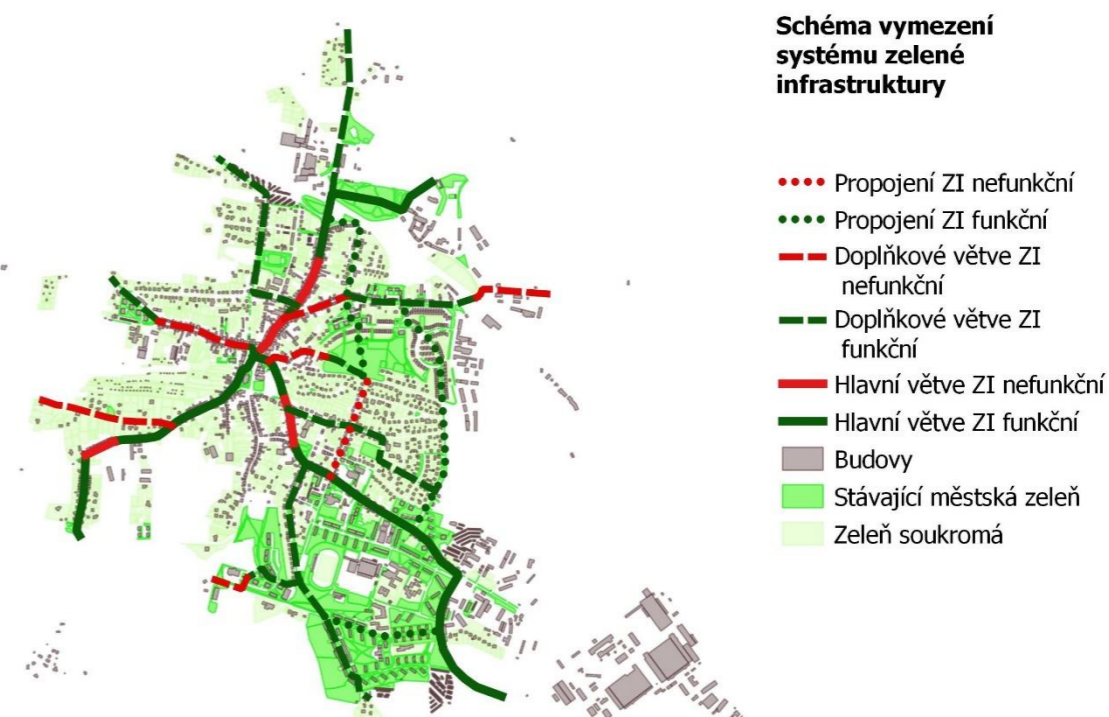 Schéma vymezení
systému zelené
infrastruktury
Propojení ZI nefunkční
Propojení ZI funkční
Doplňkové větve ZI
nefunkční
Doplňkové větve ZI
funkční
Hlavní větve ZI nefunkční
Hlavní větve ZI funkční
Budovy
Stávající městská zeleň
Zeleň soukromá